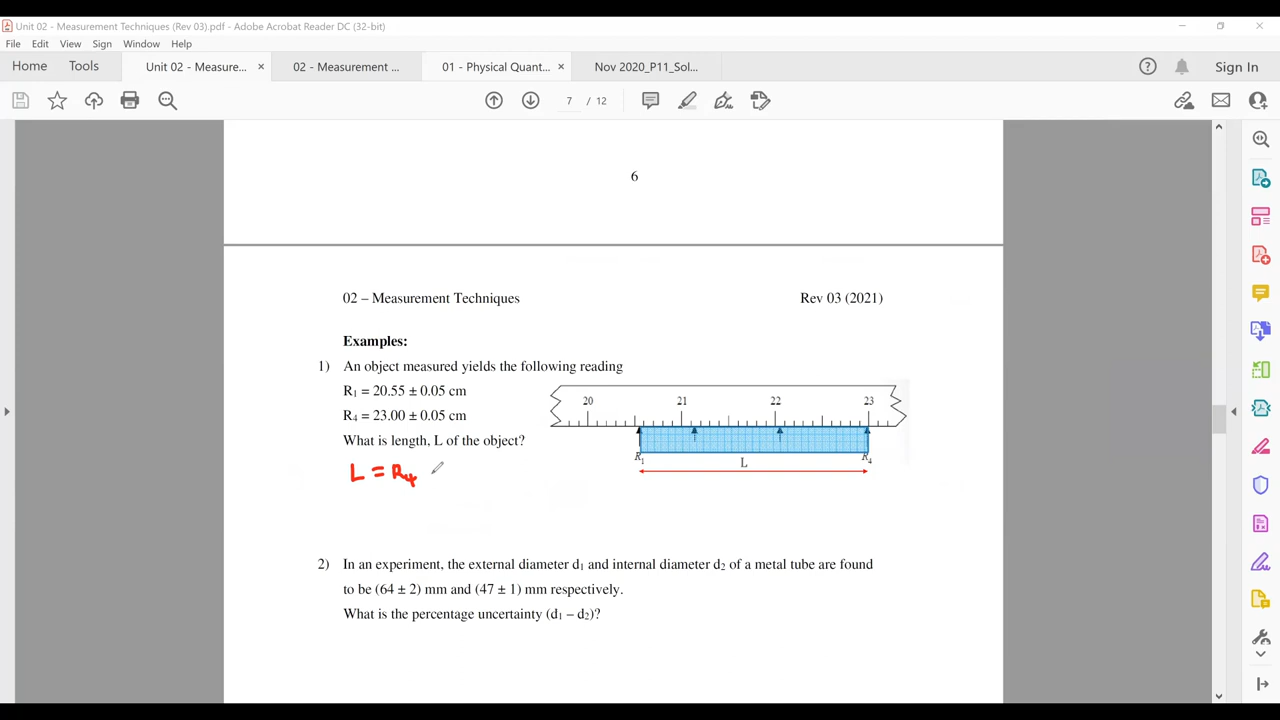 Unit 02 - Measurement Techniques (Rev 03).pdf - Adobe Acrobat Reader DC (32-bit)
File Edit View Sign Window Help
Home Tools Unit 02 - Measure... × 02 - Measurement ... 01 - Physical Quant... × Nov 2020_P11_Sol... Sign In
7 / 12
6
02 – Measurement Techniques Rev 03 (2021)
Examples:
1) An object measured yields the following reading
R₁ = 20.55 ± 0.05 cm
R₄ = 23.00 ± 0.05 cm
What is length, L of the object?
20 21 22 23
R₁ L R₄
L = R₄
2) In an experiment, the external diameter d₁ and internal diameter d₂ of a metal tube are found
to be (64 ± 2) mm and (47 ± 1) mm respectively.
What is the percentage uncertainty (d₁ – d₂)?